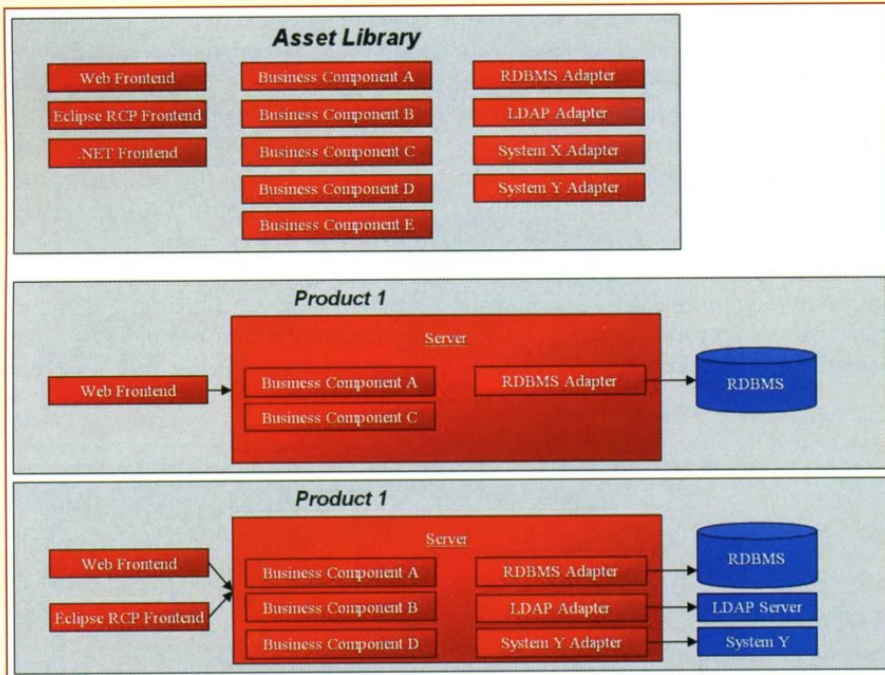 Asset Library
Web Frontend
Eclipse RCP Frontend
.NET Frontend
Business Component A
Business Component B
Business Component C
Business Component D
Business Component E
RDBMS Adapter
LDAP Adapter
System X Adapter
System Y Adapter
Product 1
Server
Web Frontend
Business Component A
Business Component C
RDBMS Adapter
RDBMS
Product 1
Server
Web Frontend
Eclipse RCP Frontend
Business Component A
Business Component B
Business Component D
RDBMS Adapter
LDAP Adapter
System Y Adapter
RDBMS
LDAP Server
System Y